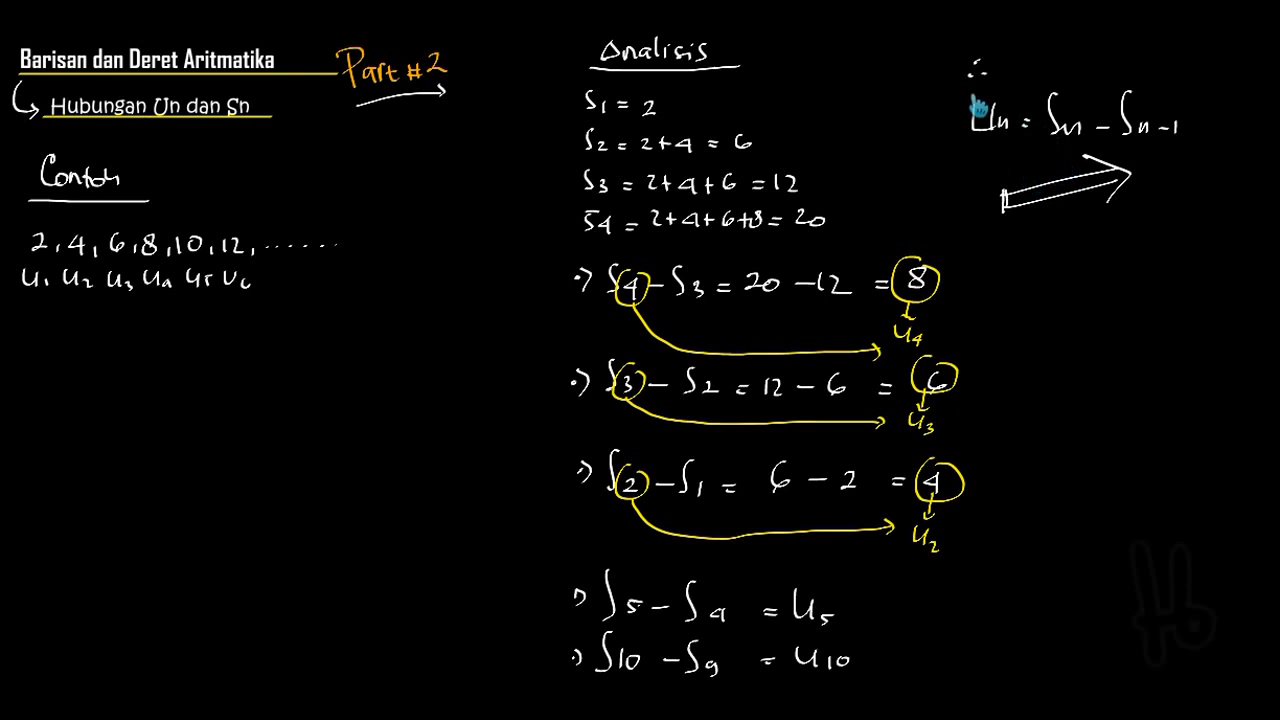 Barisan dan Deret Aritmatika
Part #2
Hubungan Un dan Sn
Contoh
2, 4, 6, 8, 10, 12, ......
U1 U2 U3 U4 U5 U6
Analisis
S1 = 2
S2 = 2+4 = 6
S3 = 2+4+6 = 12
S4 = 2+4+6+8 = 20
·) S4 - S3 = 20 - 12 = 8
U4
·) S3 - S2 = 12 - 6 = 6
U3
·) S2 - S1 = 6 - 2 = 4
U2
·) S5 - S4 = U5
·) S10 - S9 = U10
∴
Un = Sn - Sn-1